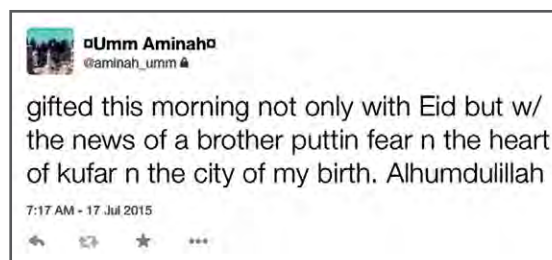 ¤Umm Aminah¤
@aminah_umm
gifted this morning not only with Eid but w/
the news of a brother puttin fear n the heart
of kufar n the city of my birth. Alhumdulillah
7:17 AM - 17 Jul 2015